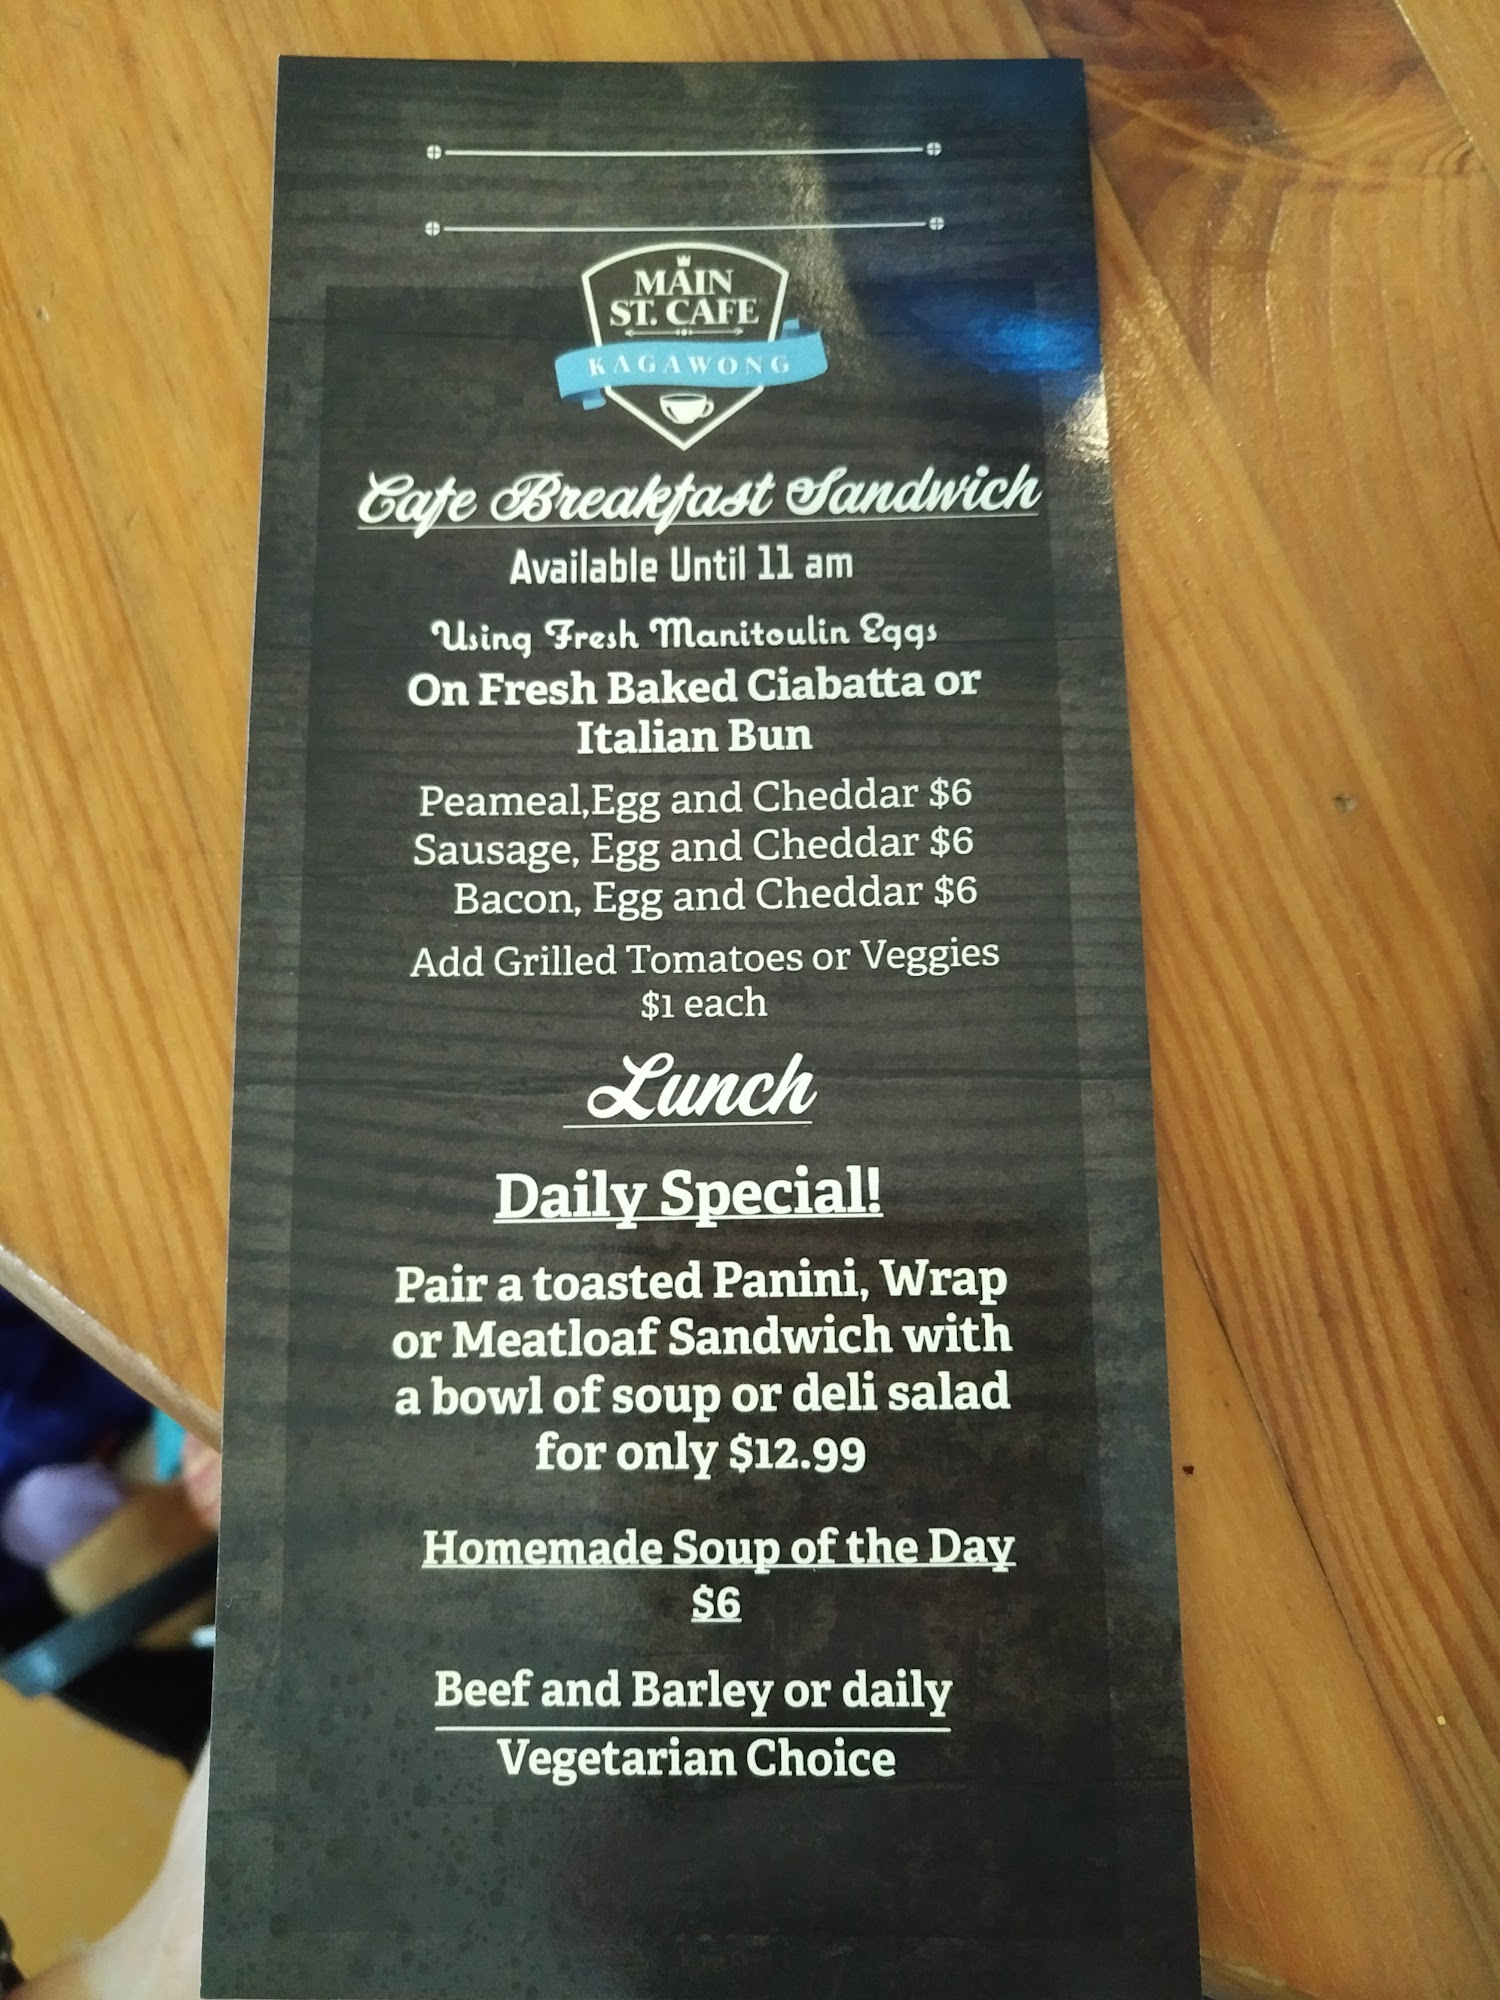 MAIN
ST. CAFE
KAGAWONG
Cafe Breakfast Sandwich
Available Until 11 am
Using Fresh Manitoulin Eggs
On Fresh Baked Ciabatta or
Italian Bun
Peameal,Egg and Cheddar $6
Sausage, Egg and Cheddar $6
Bacon, Egg and Cheddar $6
Add Grilled Tomatoes or Veggies
$1 each
Lunch
Daily Special!
Pair a toasted Panini, Wrap
or Meatloaf Sandwich with
a bowl of soup or deli salad
for only $12.99
Homemade Soup of the Day
$6
Beef and Barley or daily
Vegetarian Choice